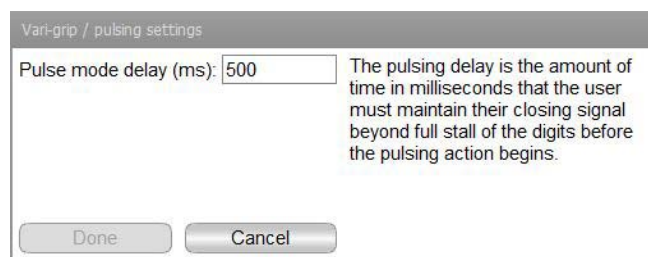 Vari-grip / pulsing settings
Pulse mode delay (ms): 500
The pulsing delay is the amount of
time in milliseconds that the user
must maintain their closing signal
beyond full stall of the digits before
the pulsing action begins.
Done
Cancel